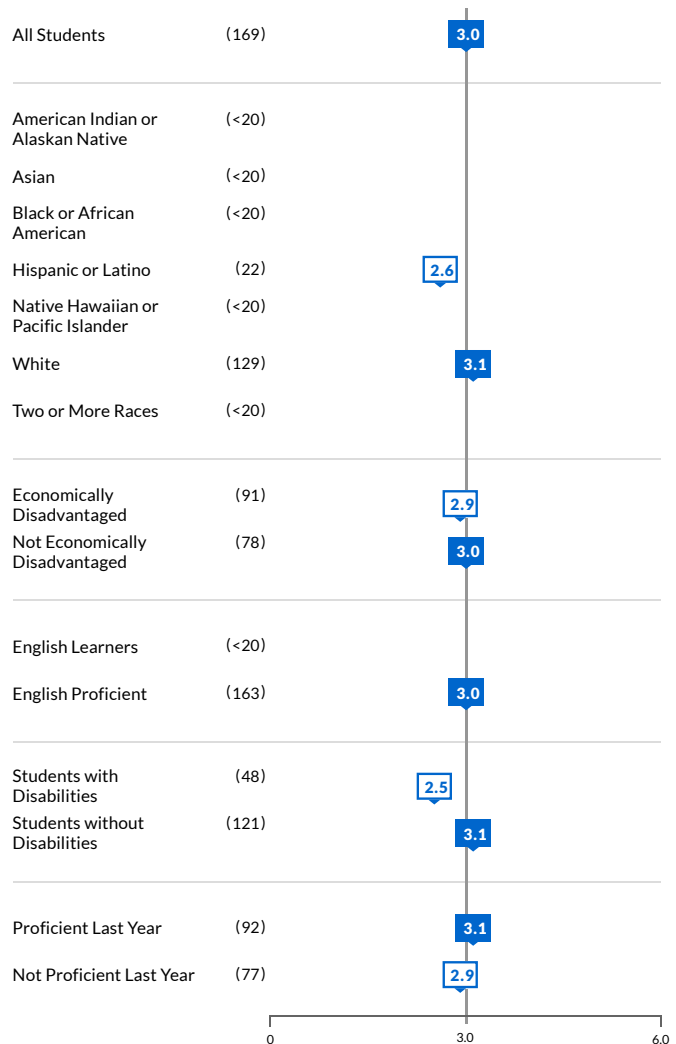 All Students (169) 3.0
American Indian or (<20)
Alaskan Native
Asian (<20)
Black or African (<20)
American
Hispanic or Latino (22) 2.6
Native Hawaiian or (<20)
Pacific Islander
White (129) 3.1
Two or More Races (<20)
Economically (91) 2.9
Disadvantaged
Not Economically (78) 3.0
Disadvantaged
English Learners (<20)
English Proficient (163) 3.0
Students with (48) 2.5
Disabilities
Students without (121) 3.1
Disabilities
Proficient Last Year (92) 3.1
Not Proficient Last Year (77) 2.9
0 3.0 6.0